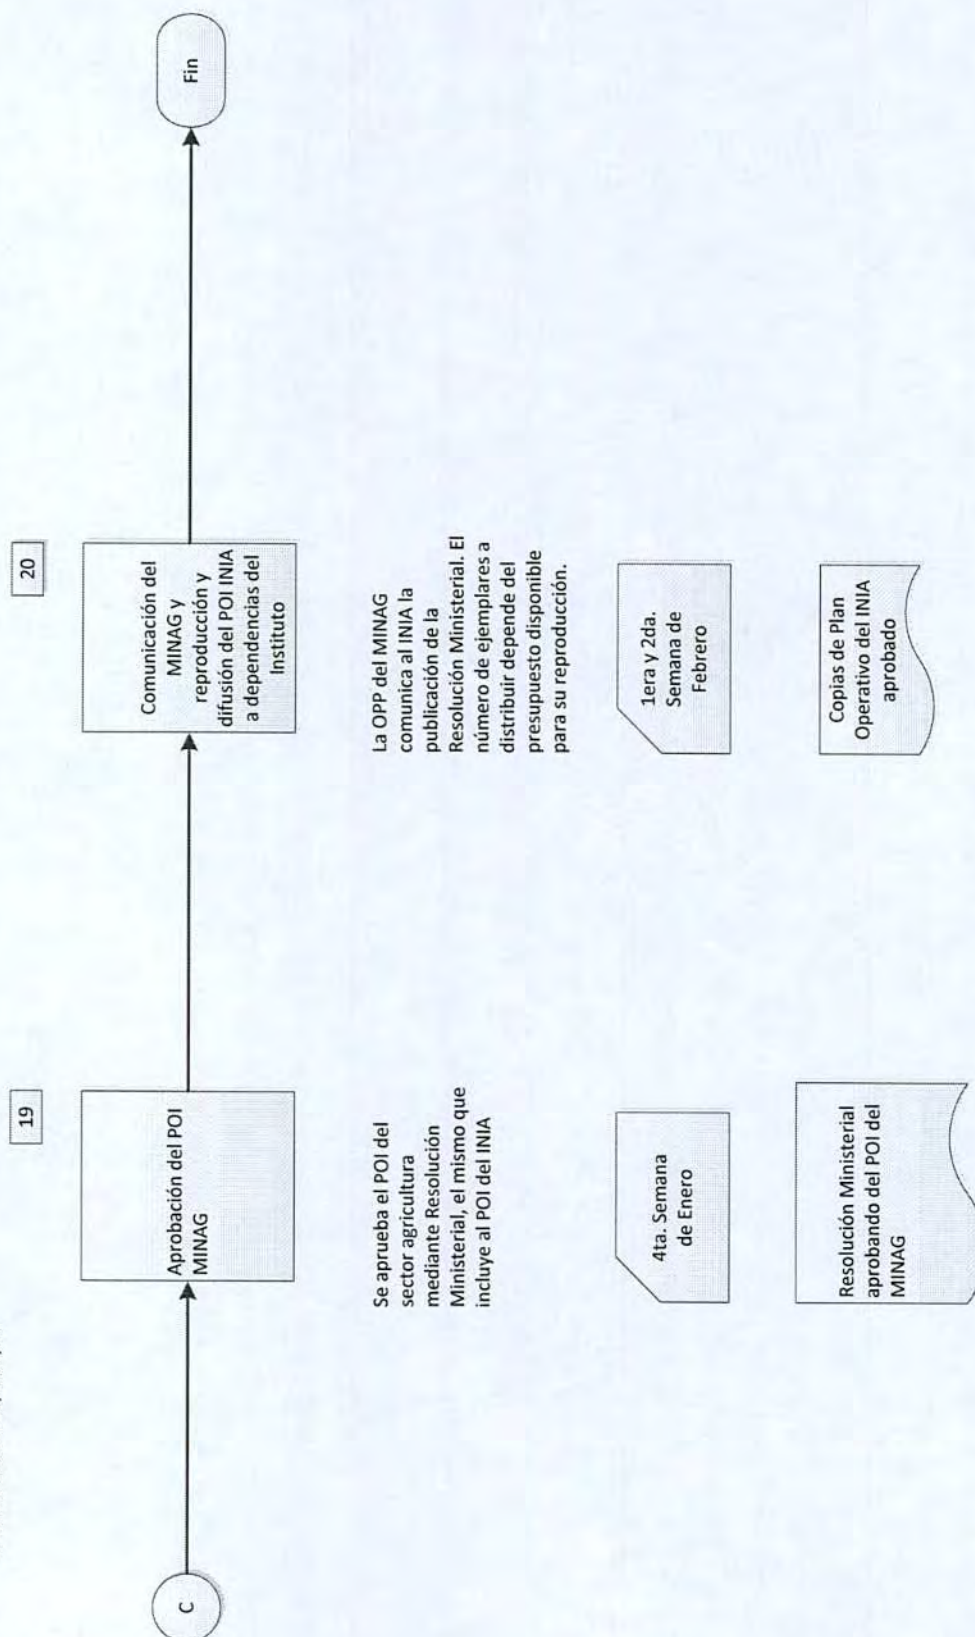 19
20
C
Aprobación del POI
MINAG
Comunicación del
MINAG y
reproducción y
difusión del POI INIA
a dependencias del
Instituto
Fin
Se aprueba el POI del
sector agricultura
mediante Resolución
Ministerial, el mismo que
incluye al POI del INIA
La OPP del MINAG
comunica al INIA la
publicación de la
Resolución Ministerial. El
número de ejemplares a
distribuir depende del
presupuesto disponible
para su reproducción.
4ta. Semana
de Enero
1era y 2da.
Semana de
Febrero
Resolución Ministerial
aprobando del POI del
MINAG
Copias de Plan
Operativo del INIA
aprobado